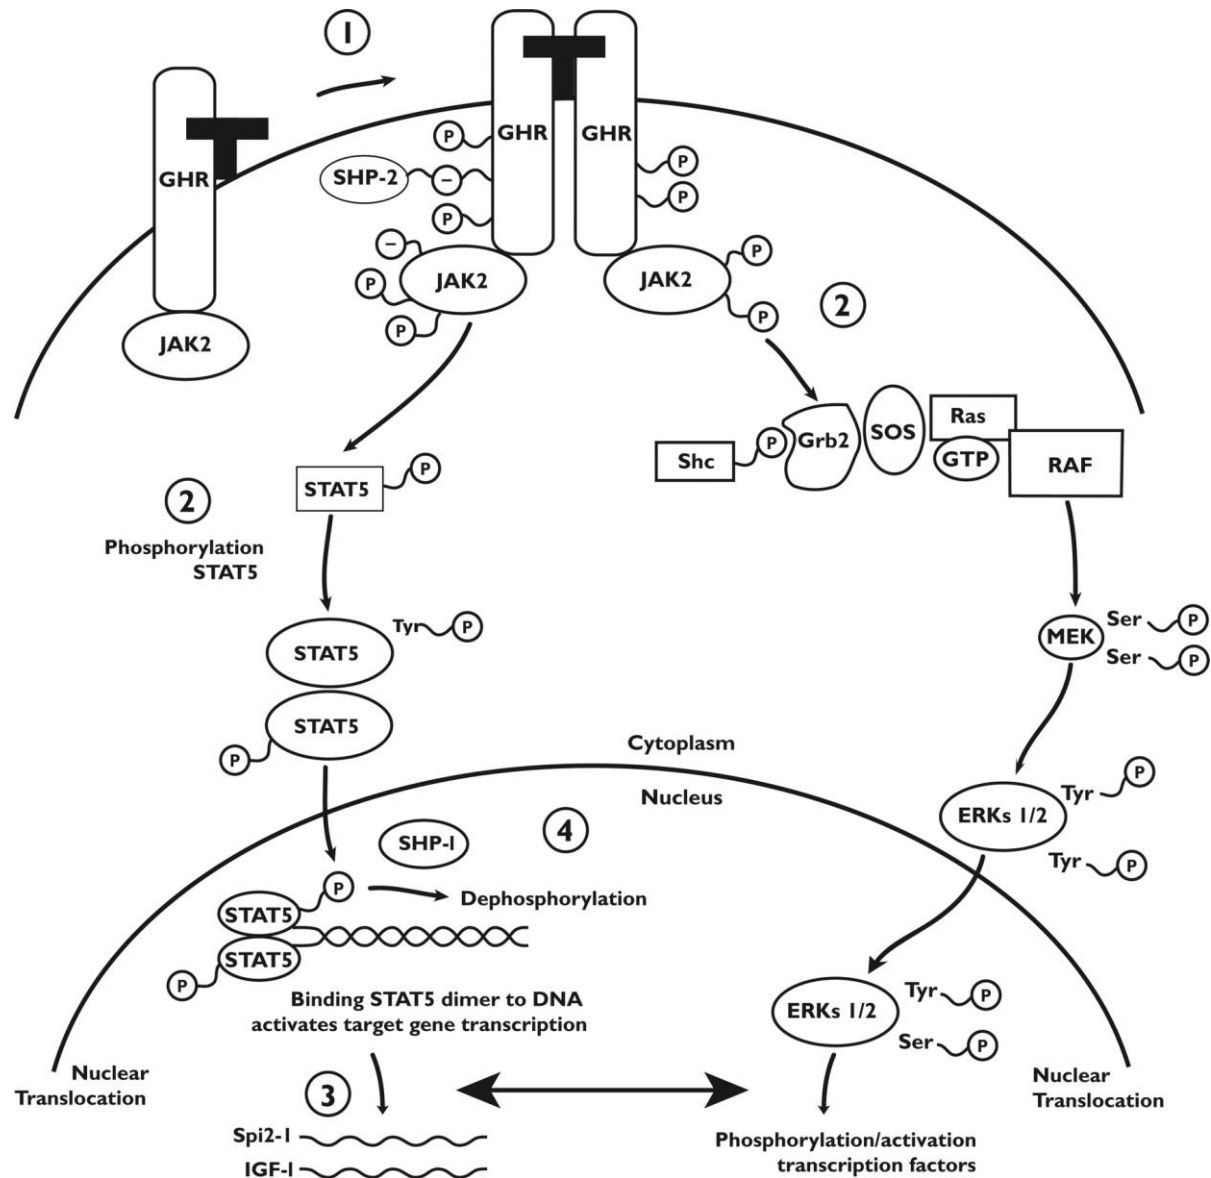 1
GHR
JAK2
GHR
GHR
P
SHP-2
–
P
–
P
P
JAK2
P
P
JAK2
P
P
2
Shc
P
Grb2
SOS
Ras
GTP
RAF
STAT5
P
2
Phosphorylation
STAT5
STAT5
Tyr P
STAT5
P
MEK
Ser P
Ser P
Cytoplasm
Nucleus
ERKs 1/2
Tyr P
Tyr P
SHP-1
4
P
Dephosphorylation
STAT5
STAT5
P
Binding STAT5 dimer to DNA
activates target gene transcription
ERKs 1/2
Tyr P
Ser P
Nuclear
Translocation
3
Spi2-1
IGF-1
Phosphorylation/activation
transcription factors
Nuclear
Translocation